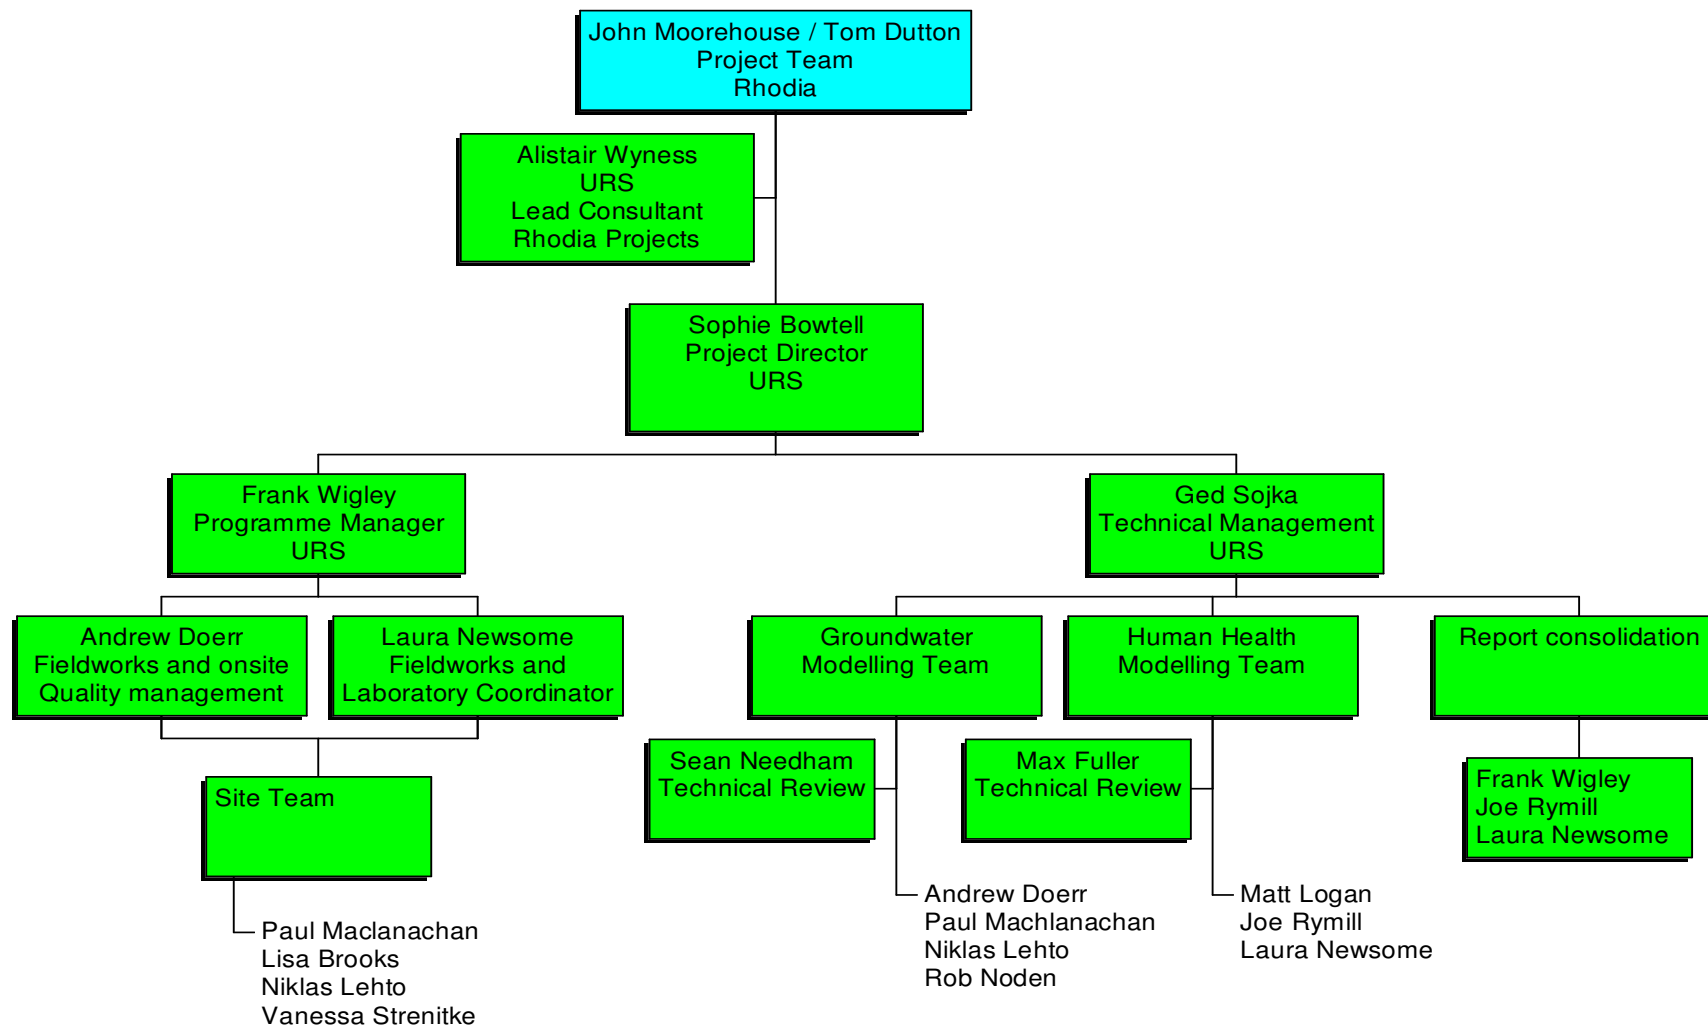 John Moorehouse / Tom Dutton
Project Team
Rhodia
Alistair Wyness
URS
Lead Consultant
Rhodia Projects
Sophie Bowtell
Project Director
URS
Frank Wigley
Programme Manager
URS
Ged Sojka
Technical Management
URS
Andrew Doerr
Fieldworks and onsite
Quality management
Laura Newsome
Fieldworks and
Laboratory Coordinator
Groundwater
Modelling Team
Human Health
Modelling Team
Report consolidation
Site Team
Sean Needham
Technical Review
Max Fuller
Technical Review
Frank Wigley
Joe Rymill
Laura Newsome
Paul Maclanachan
Lisa Brooks
Niklas Lehto
Vanessa Strenitke
Andrew Doerr
Paul Machlanachan
Niklas Lehto
Rob Noden
Matt Logan
Joe Rymill
Laura Newsome